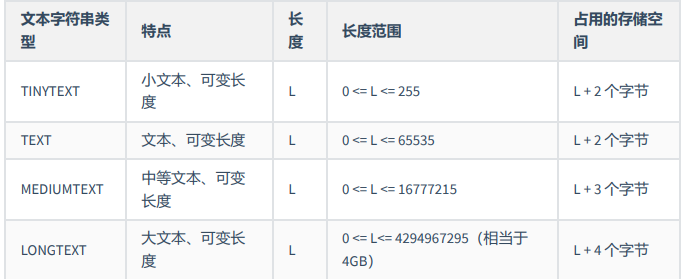 文本字符串类型 特点 长度 长度范围 占用的存储空间
TINYTEXT 小文本、可变长度 L 0 <= L <= 255 L + 2 个字节
TEXT 文本、可变长度 L 0 <= L <= 65535 L + 2 个字节
MEDIUMTEXT 中等文本、可变长度 L 0 <= L <= 16777215 L + 3 个字节
LONGTEXT 大文本、可变长度 L 0 <= L<= 4294967295（相当于4GB） L + 4 个字节